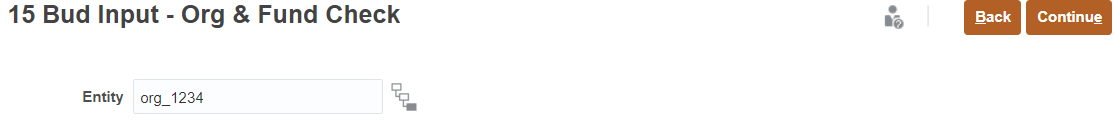 15 Bud Input - Org & Fund Check
Back Continue
Entity org_1234